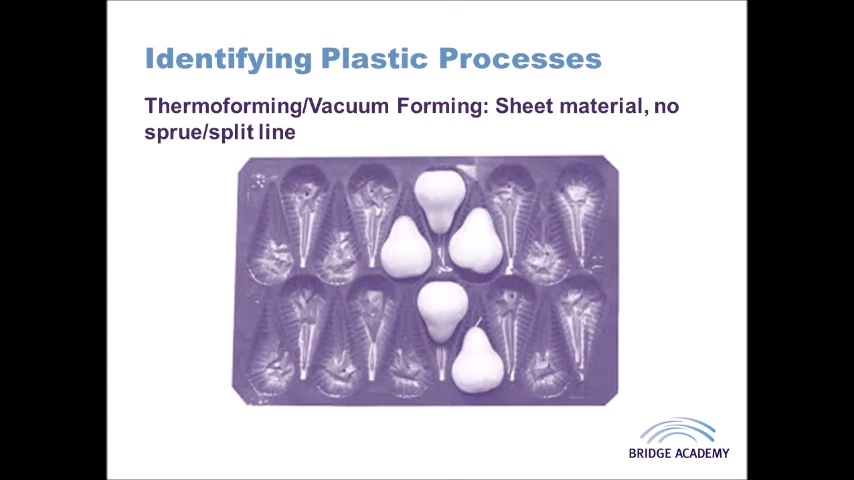 Identifying Plastic Processes
Thermoforming/Vacuum Forming: Sheet material, no
sprue/split line
BRIDGE ACADEMY